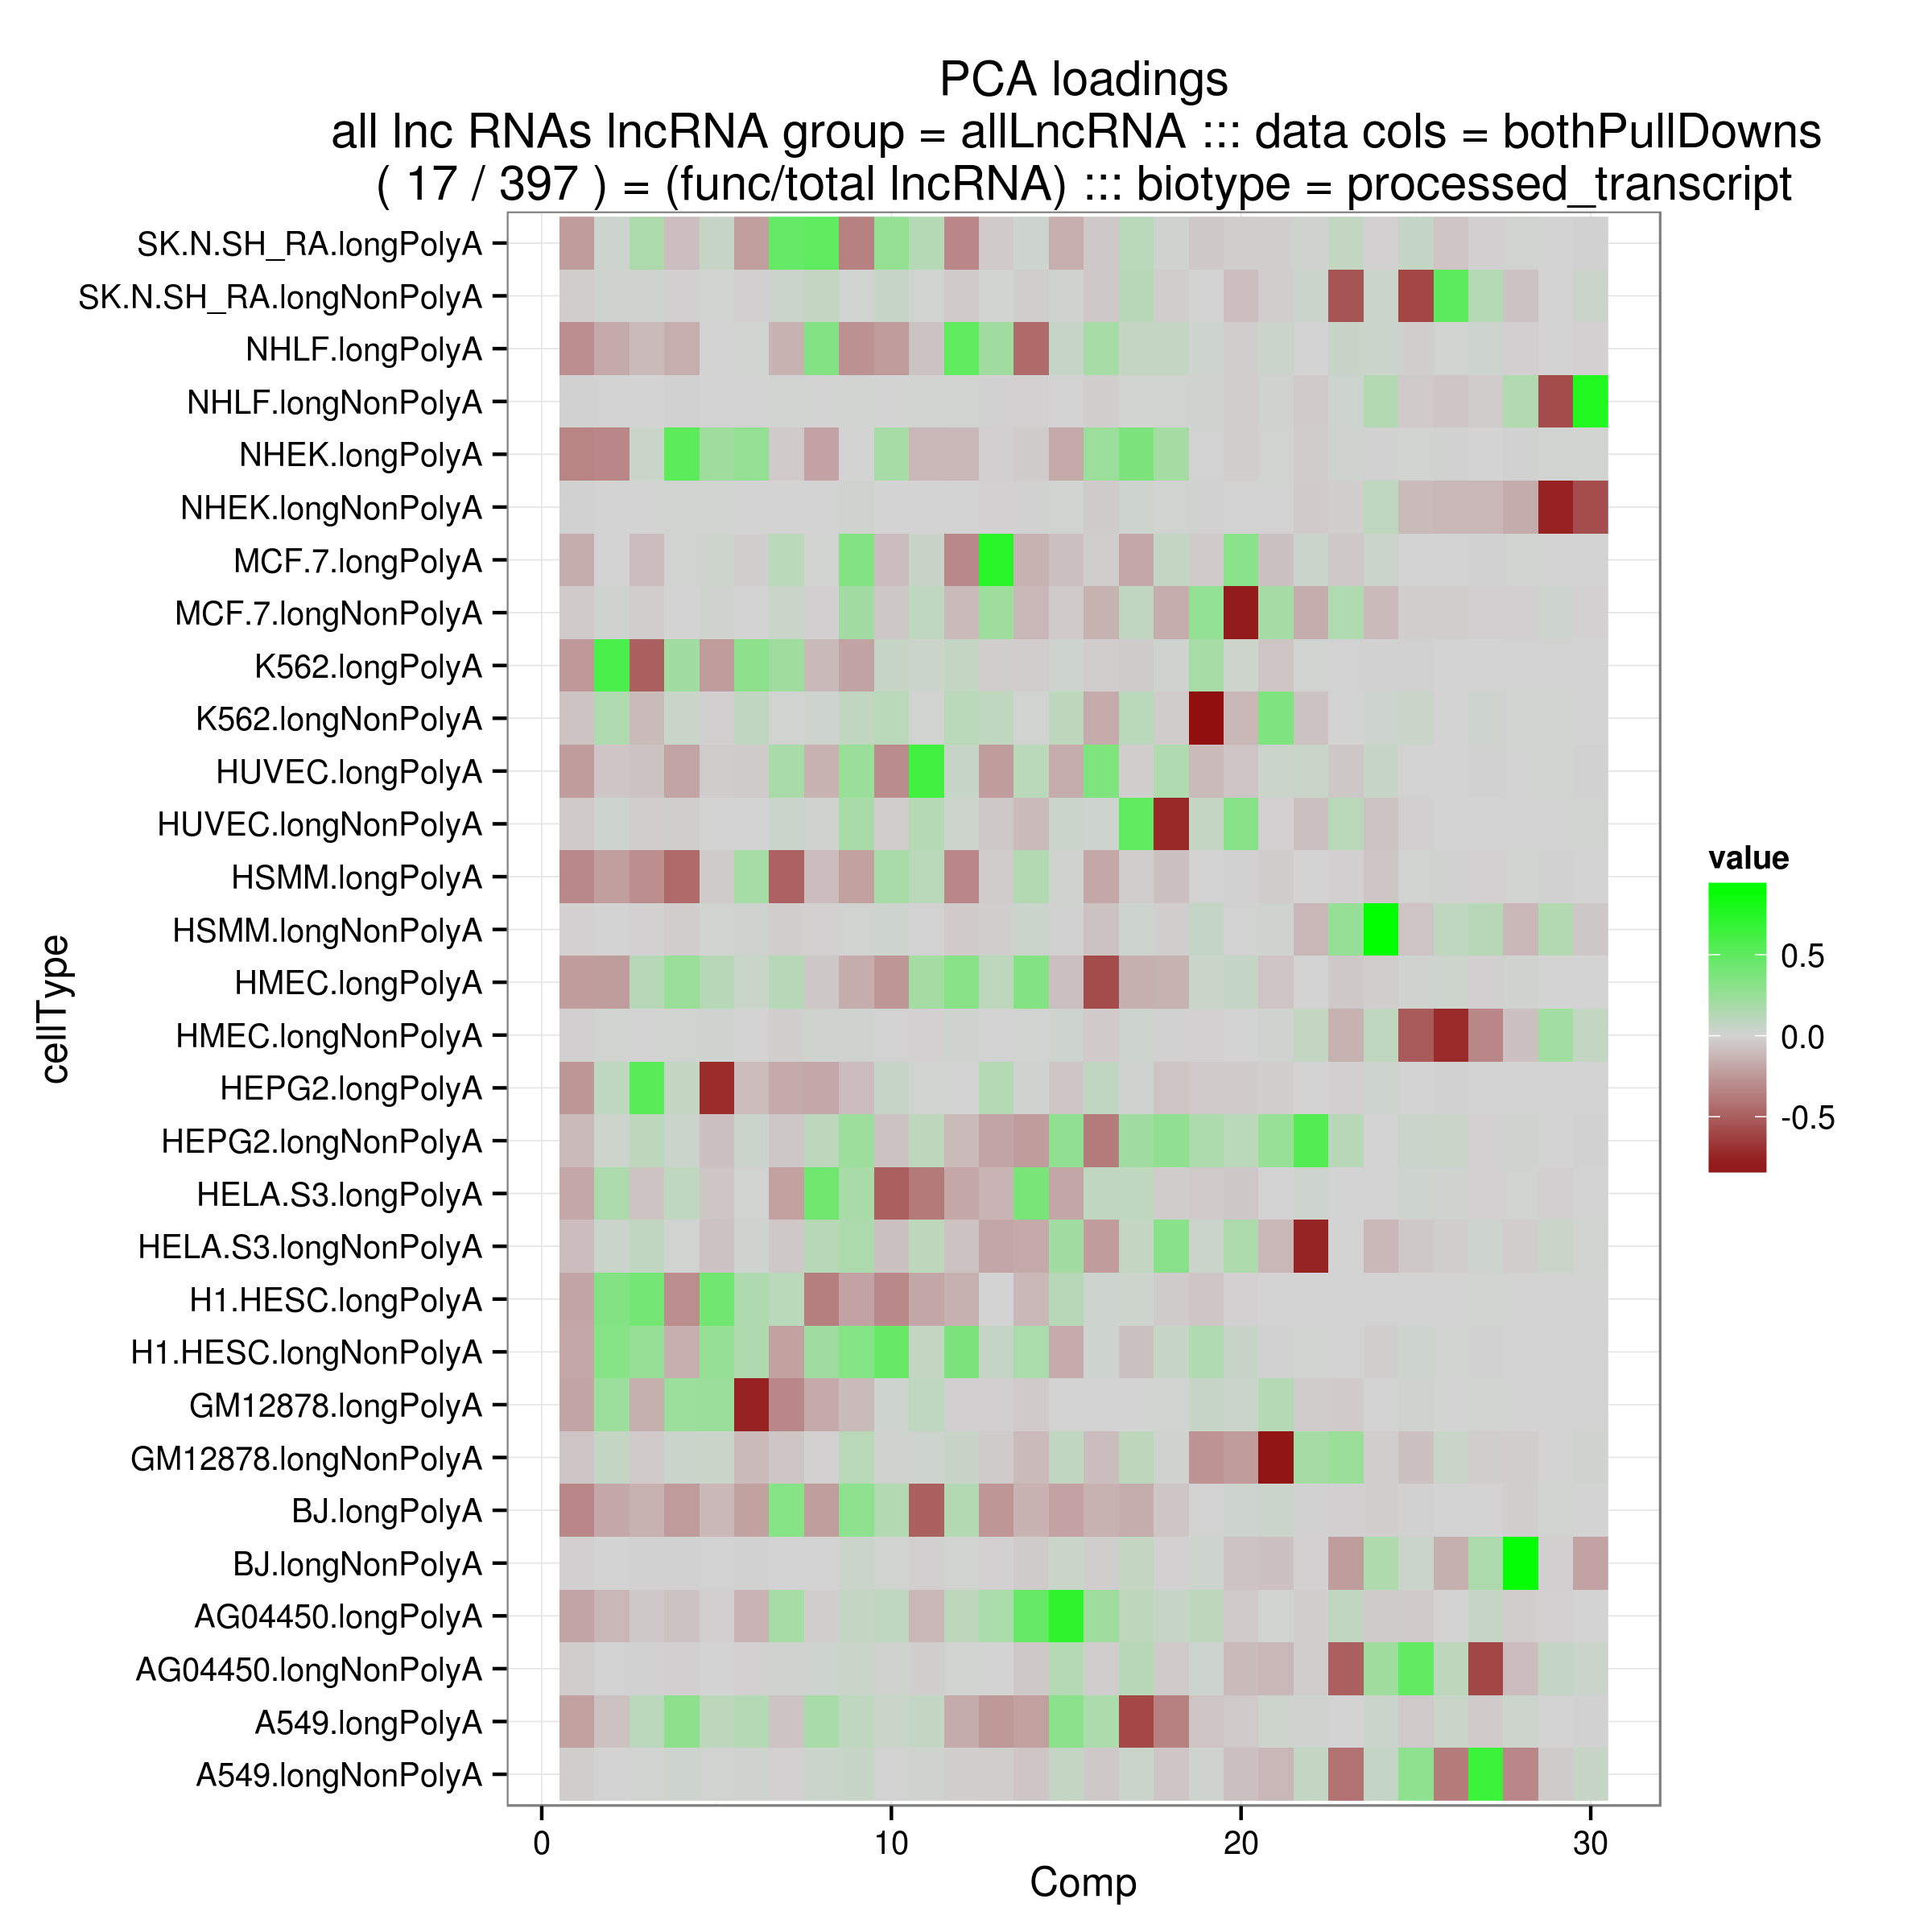 PCA loadings
all lnc RNAs lncRNA group = allLncRNA ::: data cols = bothPullDowns
( 17 / 397 ) = (func/total lncRNA) ::: biotype = processed_transcript
SK.N.SH_RA.longPolyA
SK.N.SH_RA.longNonPolyA
NHLF.longPolyA
NHLF.longNonPolyA
NHEK.longPolyA
NHEK.longNonPolyA
MCF.7.longPolyA
MCF.7.longNonPolyA
K562.longPolyA
K562.longNonPolyA
HUVEC.longPolyA
HUVEC.longNonPolyA
HSMM.longPolyA
HSMM.longNonPolyA
HMEC.longPolyA
HMEC.longNonPolyA
HEPG2.longPolyA
HEPG2.longNonPolyA
HELA.S3.longPolyA
HELA.S3.longNonPolyA
H1.HESC.longPolyA
H1.HESC.longNonPolyA
GM12878.longPolyA
GM12878.longNonPolyA
BJ.longPolyA
BJ.longNonPolyA
AG04450.longPolyA
AG04450.longNonPolyA
A549.longPolyA
A549.longNonPolyA
cellType
0 10 20 30
Comp
value
0.5
0.0
-0.5